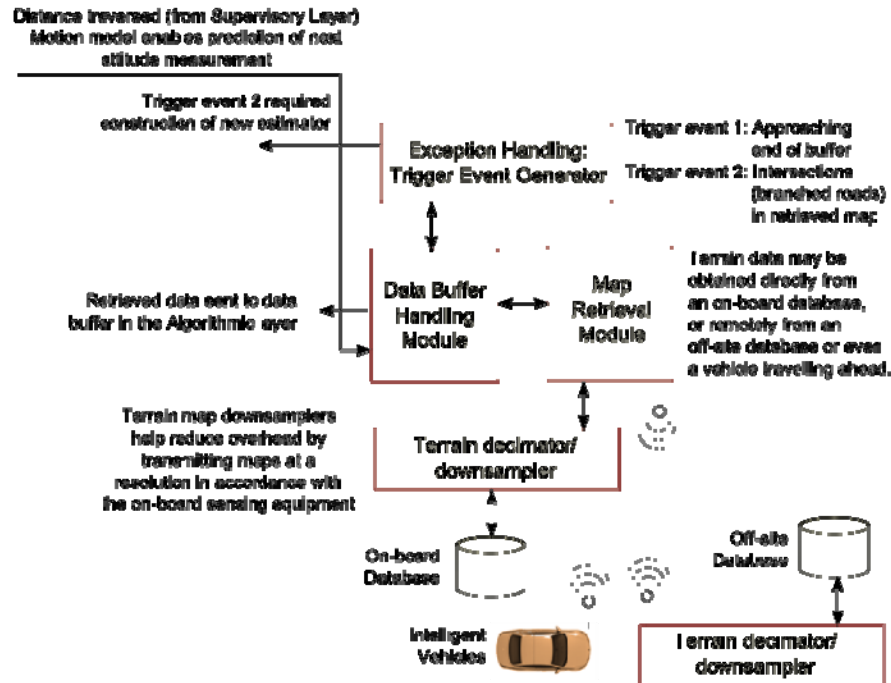 Distance traversed (from Supervisory Layer)
Motion model enables prediction of next
attitude measurement
Trigger event 2 required
construction of new estimator
Exception Handling:
Trigger Event Generator
Trigger event 1: Approaching
end of buffer
Trigger event 2: Intersections
(branched roads)
in retrieved map
Retrieved data sent to data
buffer in the Algorithmic layer
Data Buffer
Handling
Module
Map
Retrieval
Module
Terrain data may be
obtained directly from
an on-board database,
or remotely from an
off-site database or even
a vehicle travelling ahead.
Terrain map downsamplers
help reduce overhead by
transmitting maps at a
resolution in accordance with
the on-board sensing equipment
Terrain decimator/
downsampler
On-board
Database
Off-site
Database
Intelligent
Vehicles
Terrain decimator/
downsampler